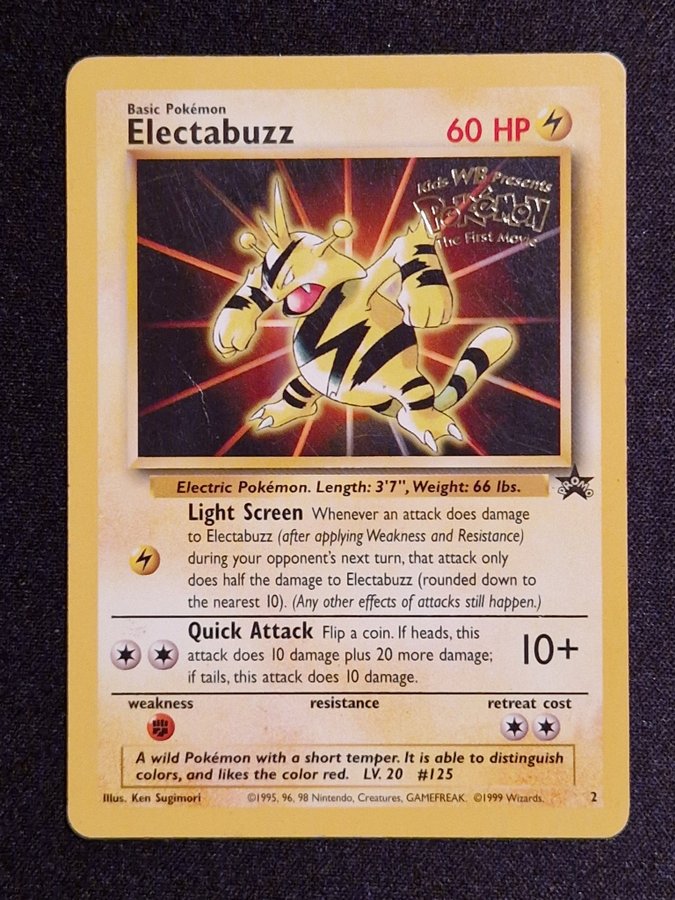 Basic Pokémon
Electabuzz
60 HP
Kids WB Presents
POKéMON
The First Movie
Electric Pokémon. Length: 3'7", Weight: 66 lbs.
PROMO
Light Screen Whenever an attack does damage
to Electabuzz (after applying Weakness and Resistance)
during your opponent's next turn, that attack only
does half the damage to Electabuzz (rounded down to
the nearest 10). (Any other effects of attacks still happen.)
Quick Attack Flip a coin. If heads, this
attack does 10 damage plus 20 more damage;
if tails, this attack does 10 damage.
10+
weakness resistance retreat cost
A wild Pokémon with a short temper. It is able to distinguish
colors, and likes the color red. LV. 20 #125
Illus. Ken Sugimori ©1995, 96, 98 Nintendo, Creatures, GAMEFREAK. ©1999 Wizards. 2